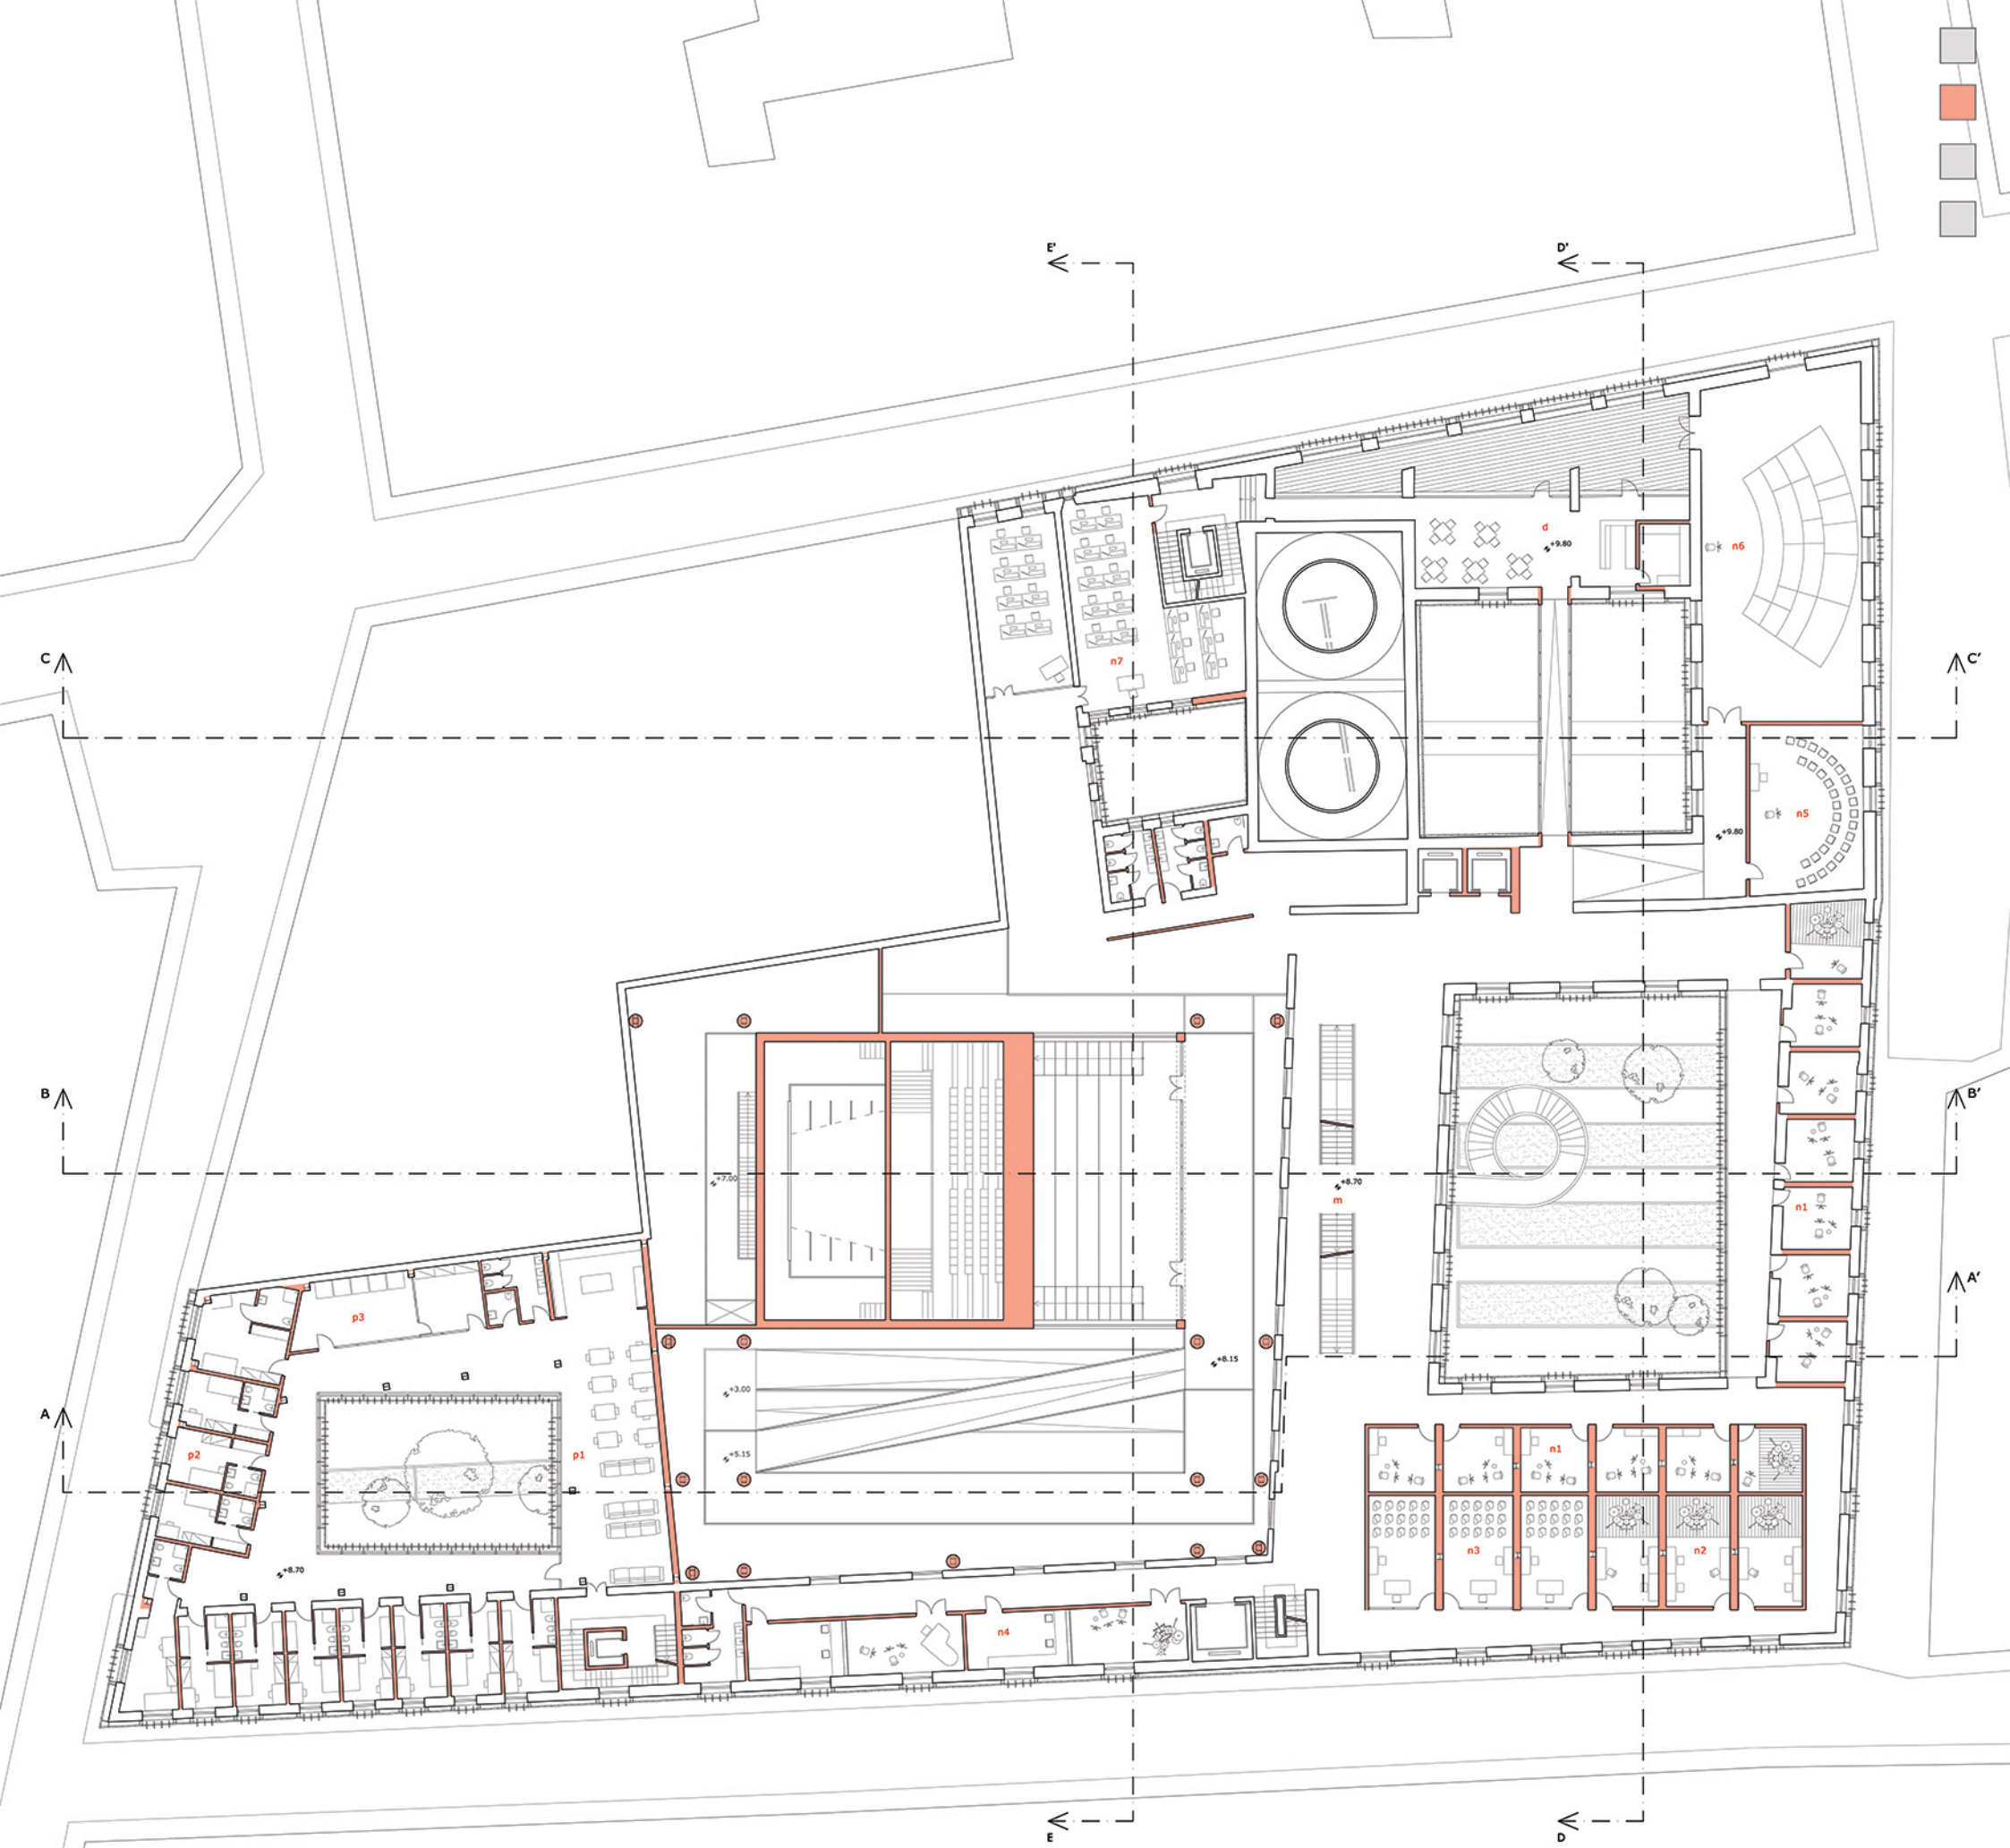 E'
D'
d
+9.80
n6
C
n7
C'
n5
+9.80
B
B'
+7.00
+8.70
m
n1
A'
p3
+8.15
+3.00
A
p2
p1
n1
+5.15
n3
n2
+8.70
n4
E
D